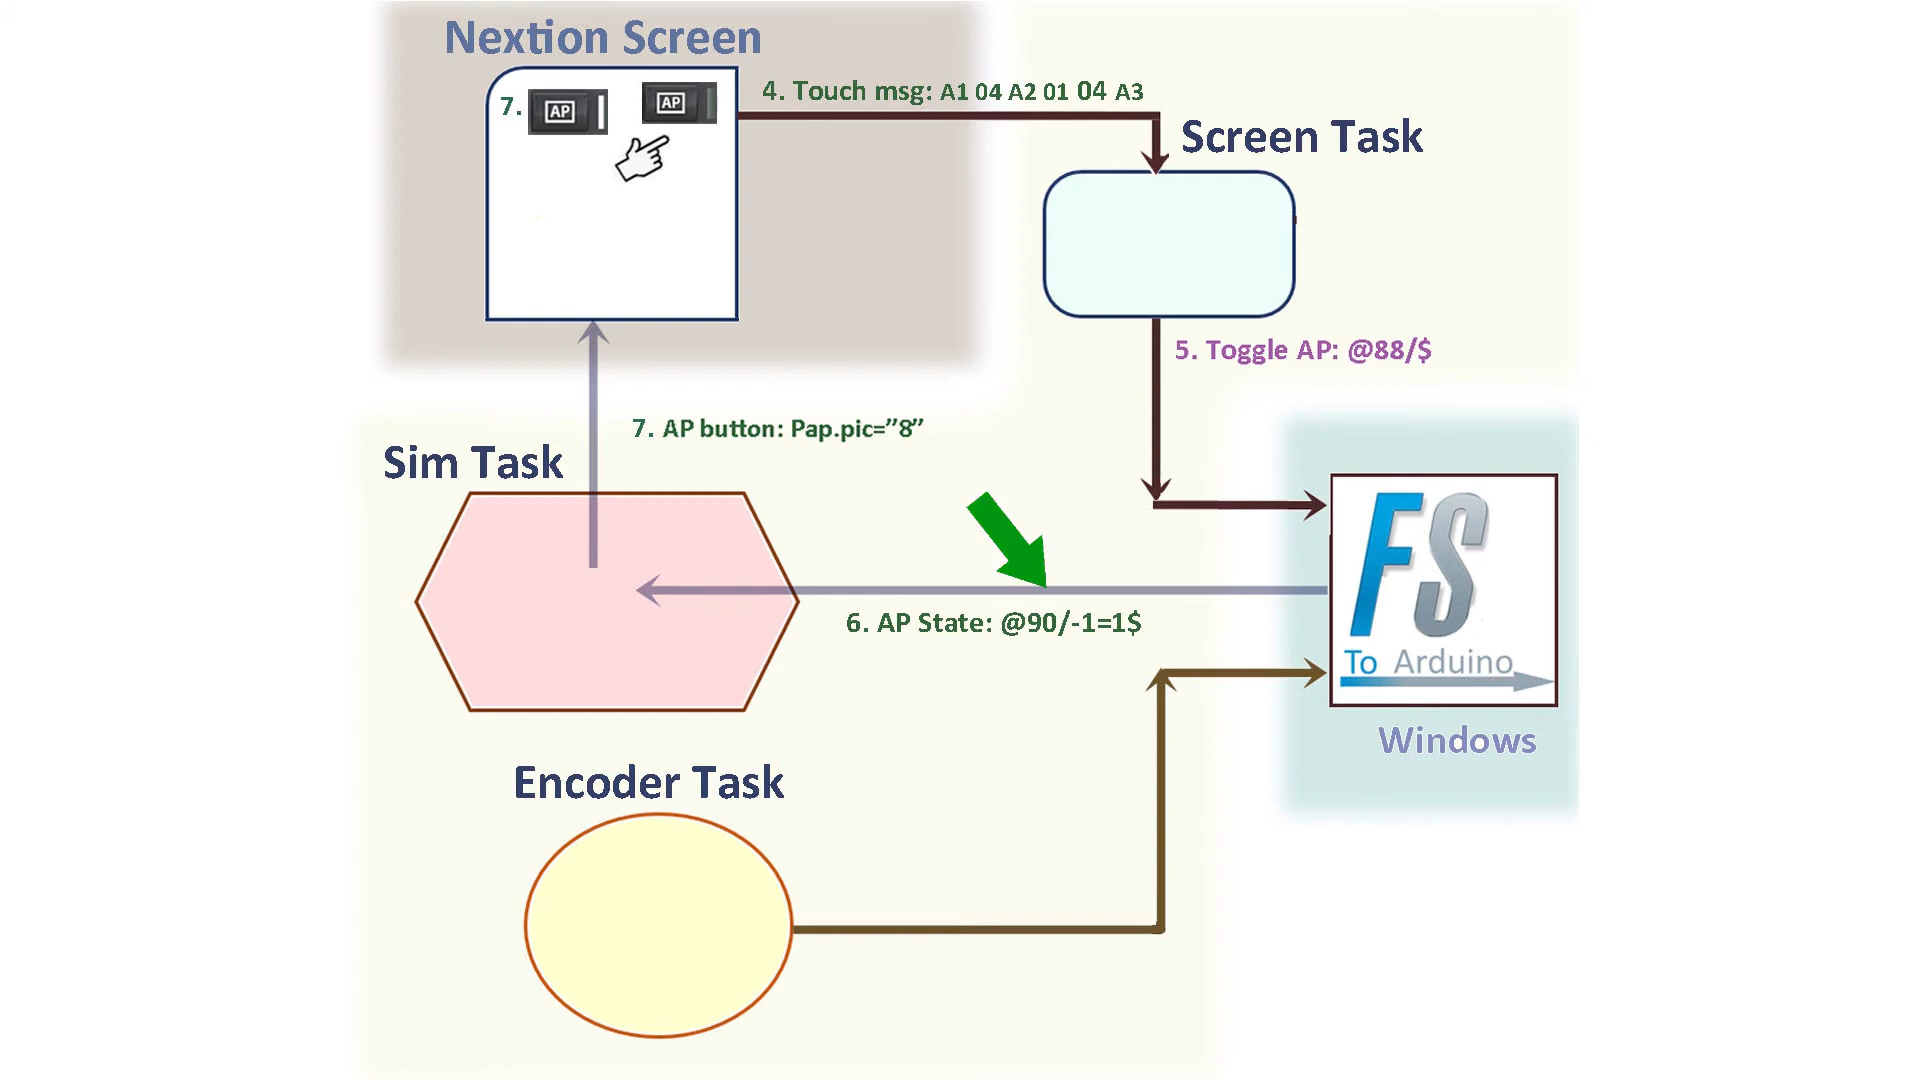 Nextion Screen
7. AP
AP
4. Touch msg: A1 04 A2 01 04 A3
Screen Task
5. Toggle AP: @88/$
7. AP button: Pap.pic=”8”
Sim Task
6. AP State: @90/-1=1$
FS
To Arduino
Windows
Encoder Task